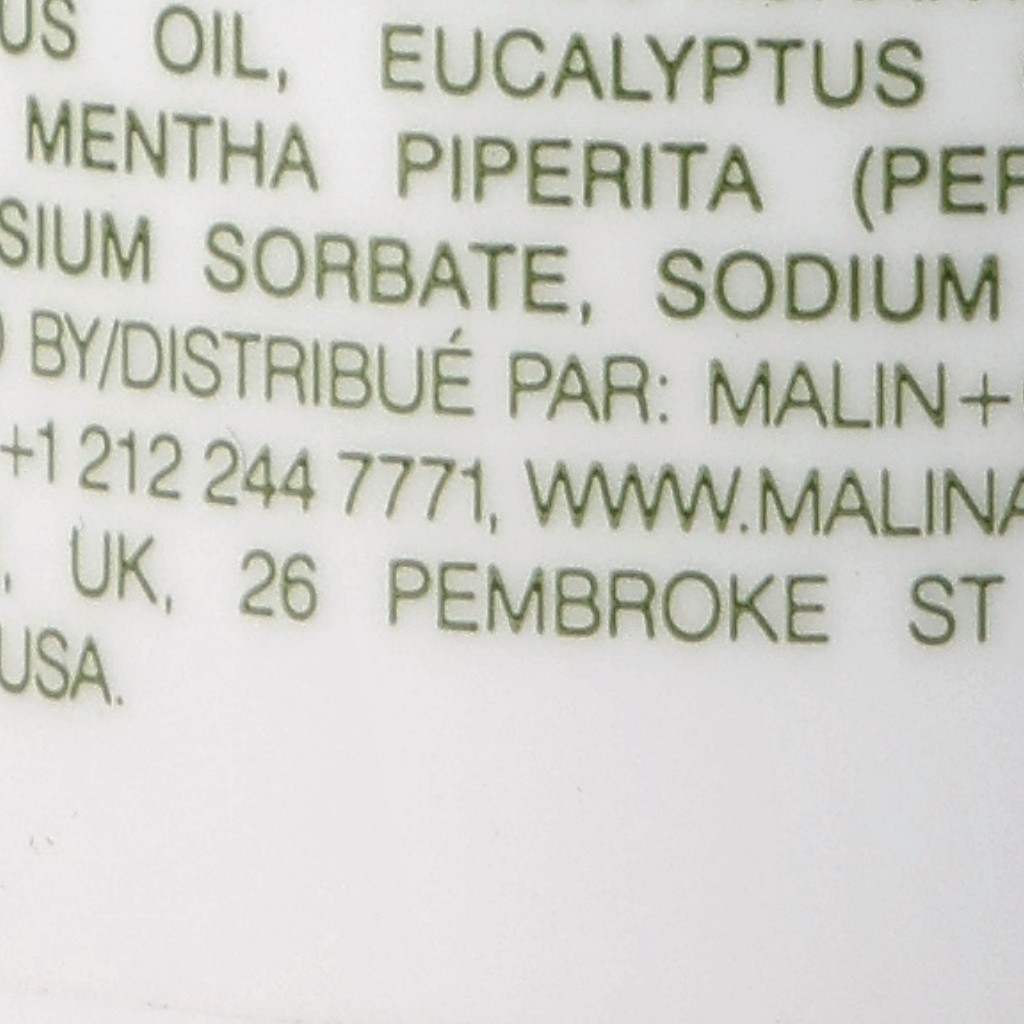 US OIL, EUCALYPTUS
MENTHA PIPERITA (PEP
SIUM SORBATE, SODIUM
BY/DISTRIBUÉ PAR: MALIN+
+1 212 244 7771, WWW.MALINA
. UK, 26 PEMBROKE ST
USA.